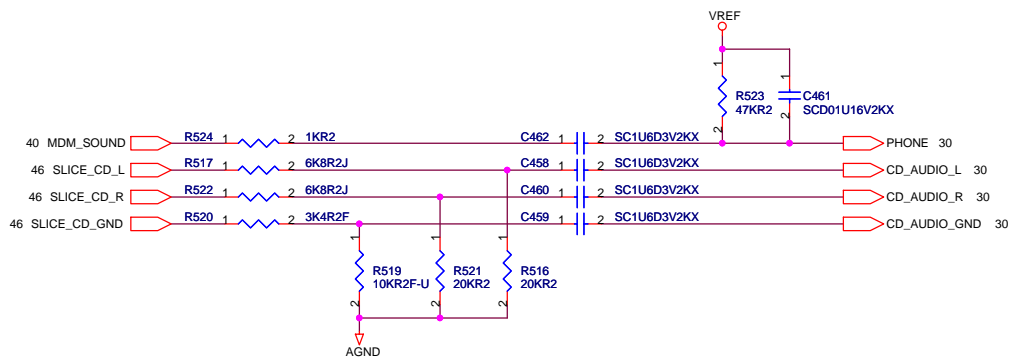 VREF
1
1
R523
47KR2
C461
SCD01U16V2KX
2
2
40 MDM_SOUND
R524 1
2 1KR2
C462 1
2 SC1U6D3V2KX
PHONE 30
46 SLICE_CD_L
R517 1
2 6K8R2J
C458 1
2 SC1U6D3V2KX
CD_AUDIO_L 30
46 SLICE_CD_R
R522 1
2 6K8R2J
C460 1
2 SC1U6D3V2KX
CD_AUDIO_R 30
46 SLICE_CD_GND
R520 1
2 3K4R2F
C459 1
2 SC1U6D3V2KX
CD_AUDIO_GND 30
1
1
1
R519
10KR2F-U
R521
20KR2
R516
20KR2
2
2
2
AGND